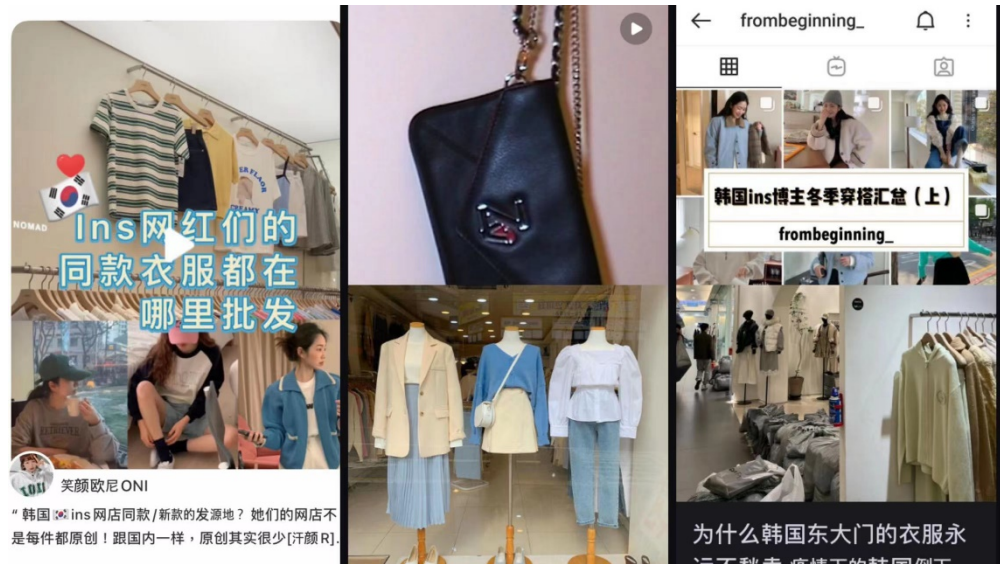 NOMAD
Ins网红们的
同款衣服都在
哪里批发
笑颜欧尼ONI
“ 韩国🇰🇷ins网店同款/新款的发源地？她们的网店不
是每件都原创！跟国内一样，原创其实很少[汗颜R].
frombeginning_
韩国ins博主冬季穿搭汇总（上）
frombeginning_
为什么韩国东大门的衣服永